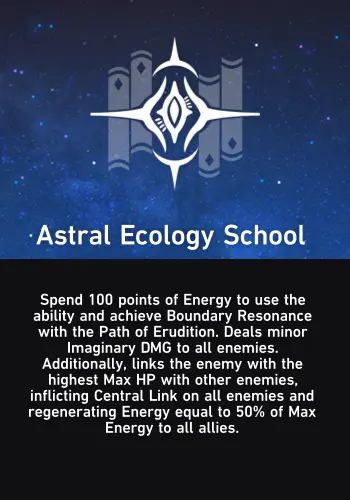 Astral Ecology School
Spend 100 points of Energy to use the
ability and achieve Boundary Resonance
with the Path of Erudition. Deals minor
Imaginary DMG to all enemies.
Additionally, links the enemy with the
highest Max HP with other enemies,
inflicting Central Link on all enemies and
regenerating Energy equal to 50% of Max
Energy to all allies.